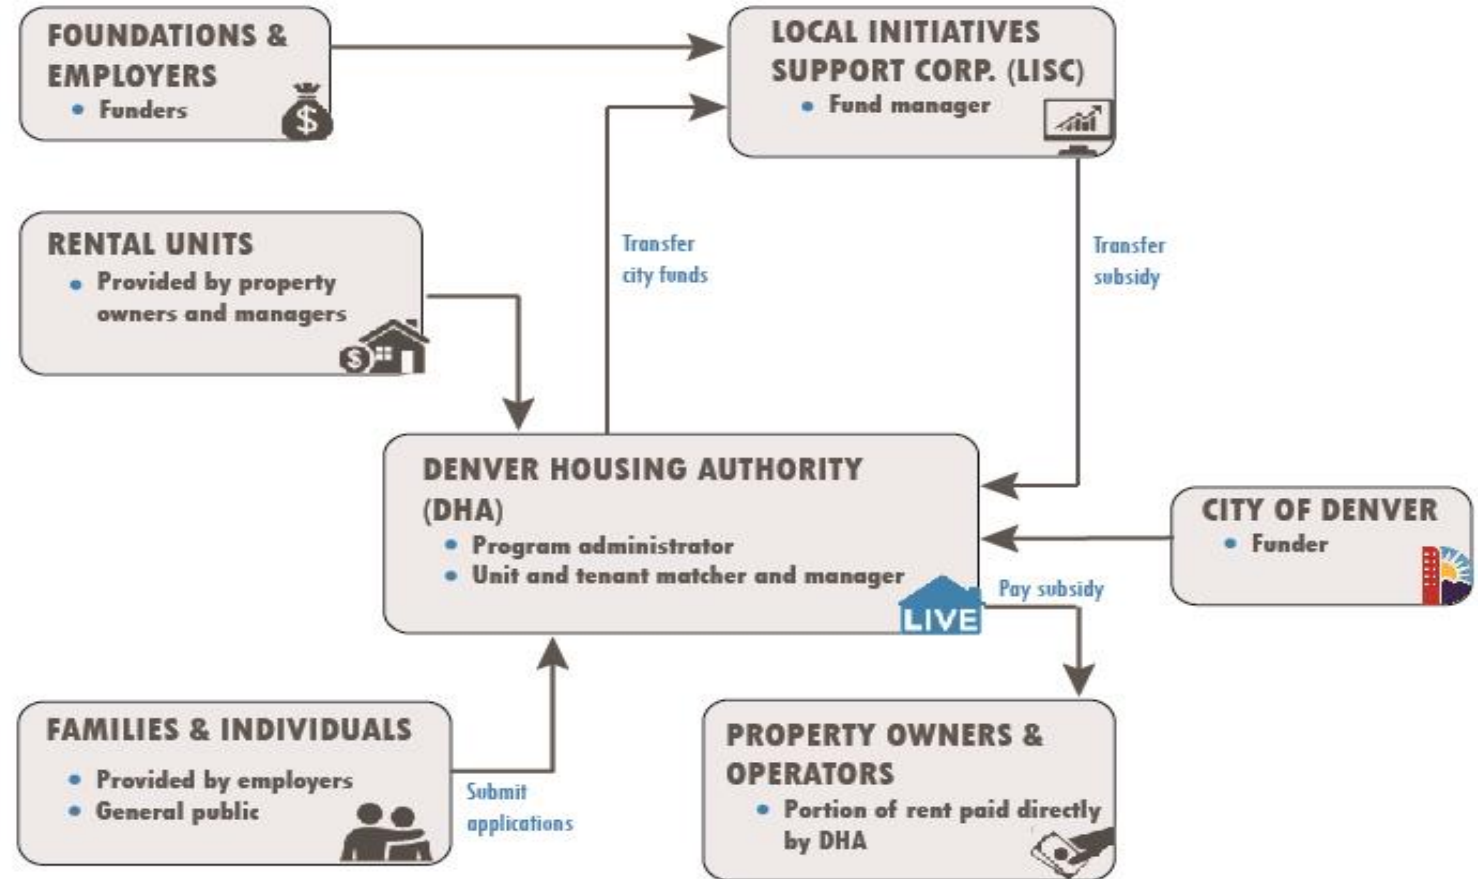 FOUNDATIONS &
EMPLOYERS
• Funders
$
LOCAL INITIATIVES
SUPPORT CORP. (LISC)
• Fund manager
RENTAL UNITS
• Provided by property
owners and managers
$
Transfer
city funds
Transfer
subsidy
DENVER HOUSING AUTHORITY
(DHA)
• Program administrator
• Unit and tenant matcher and manager
LIVE
CITY OF DENVER
• Funder
Pay subsidy
FAMILIES & INDIVIDUALS
• Provided by employers
• General public
Submit
applications
PROPERTY OWNERS &
OPERATORS
• Portion of rent paid directly
by DHA